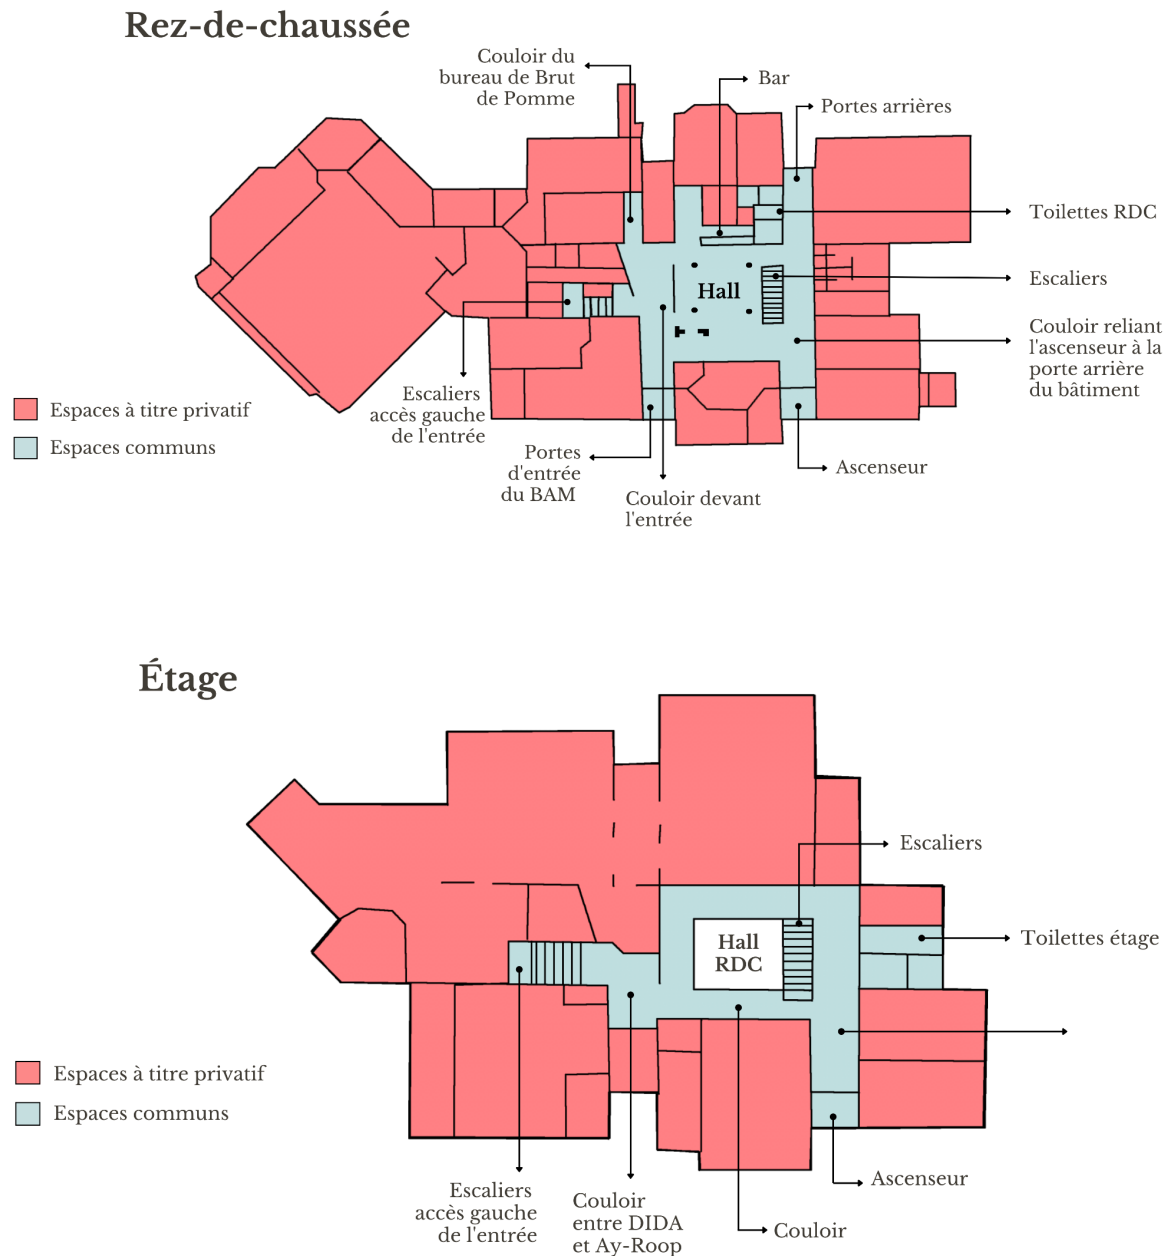 Rez-de-chaussée
Couloir du
bureau de Brut
de Pomme
Bar
Portes arrières
Toilettes RDC
Escaliers
Hall
Couloir reliant
l'ascenseur à la
porte arrière
du bâtiment
Escaliers
accès gauche
de l'entrée
Espaces à titre privatif
Espaces communs
Portes
d'entrée
du BAM
Couloir devant
l'entrée
Ascenseur
Étage
Escaliers
Hall
RDC
Toilettes étage
Espaces à titre privatif
Espaces communs
Escaliers
accès gauche
de l'entrée
Couloir
entre DIDA
et Ay-Roop
Couloir
Ascenseur